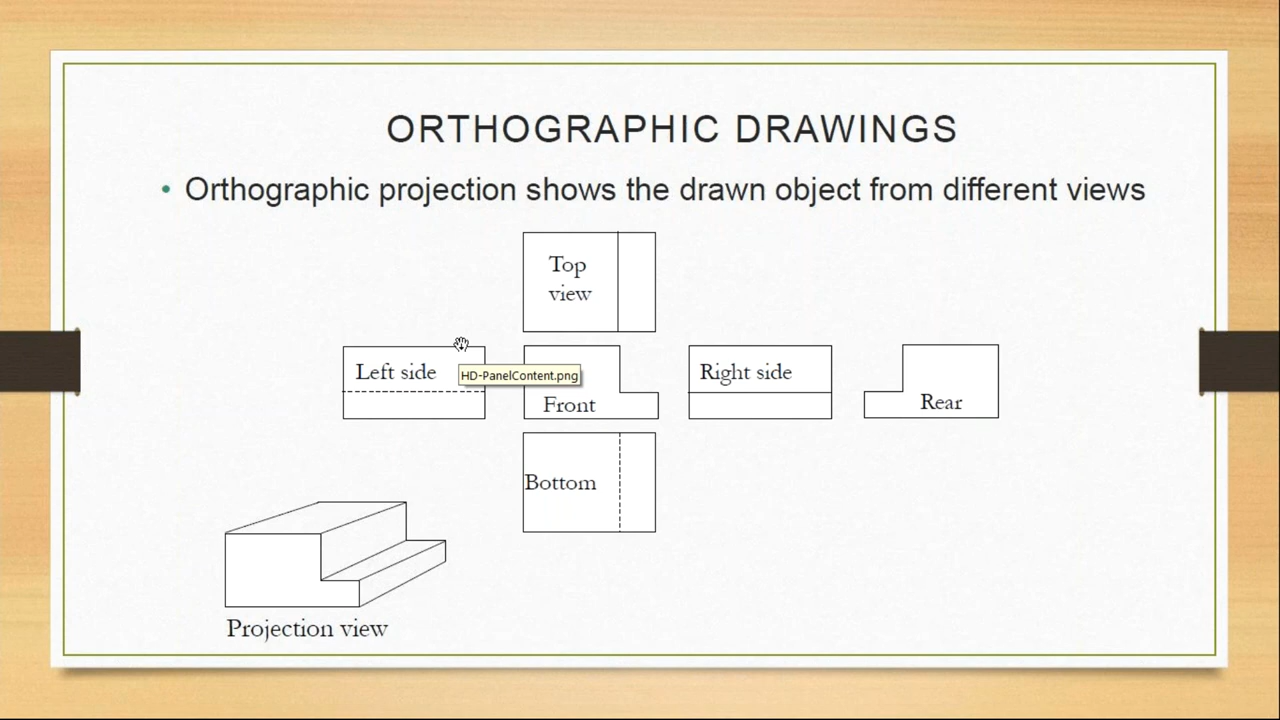 ORTHOGRAPHIC DRAWINGS
• Orthographic projection shows the drawn object from different views
Top
view
Left side
HD-PanelContent.png
Front
Right side
Rear
Bottom
Projection view